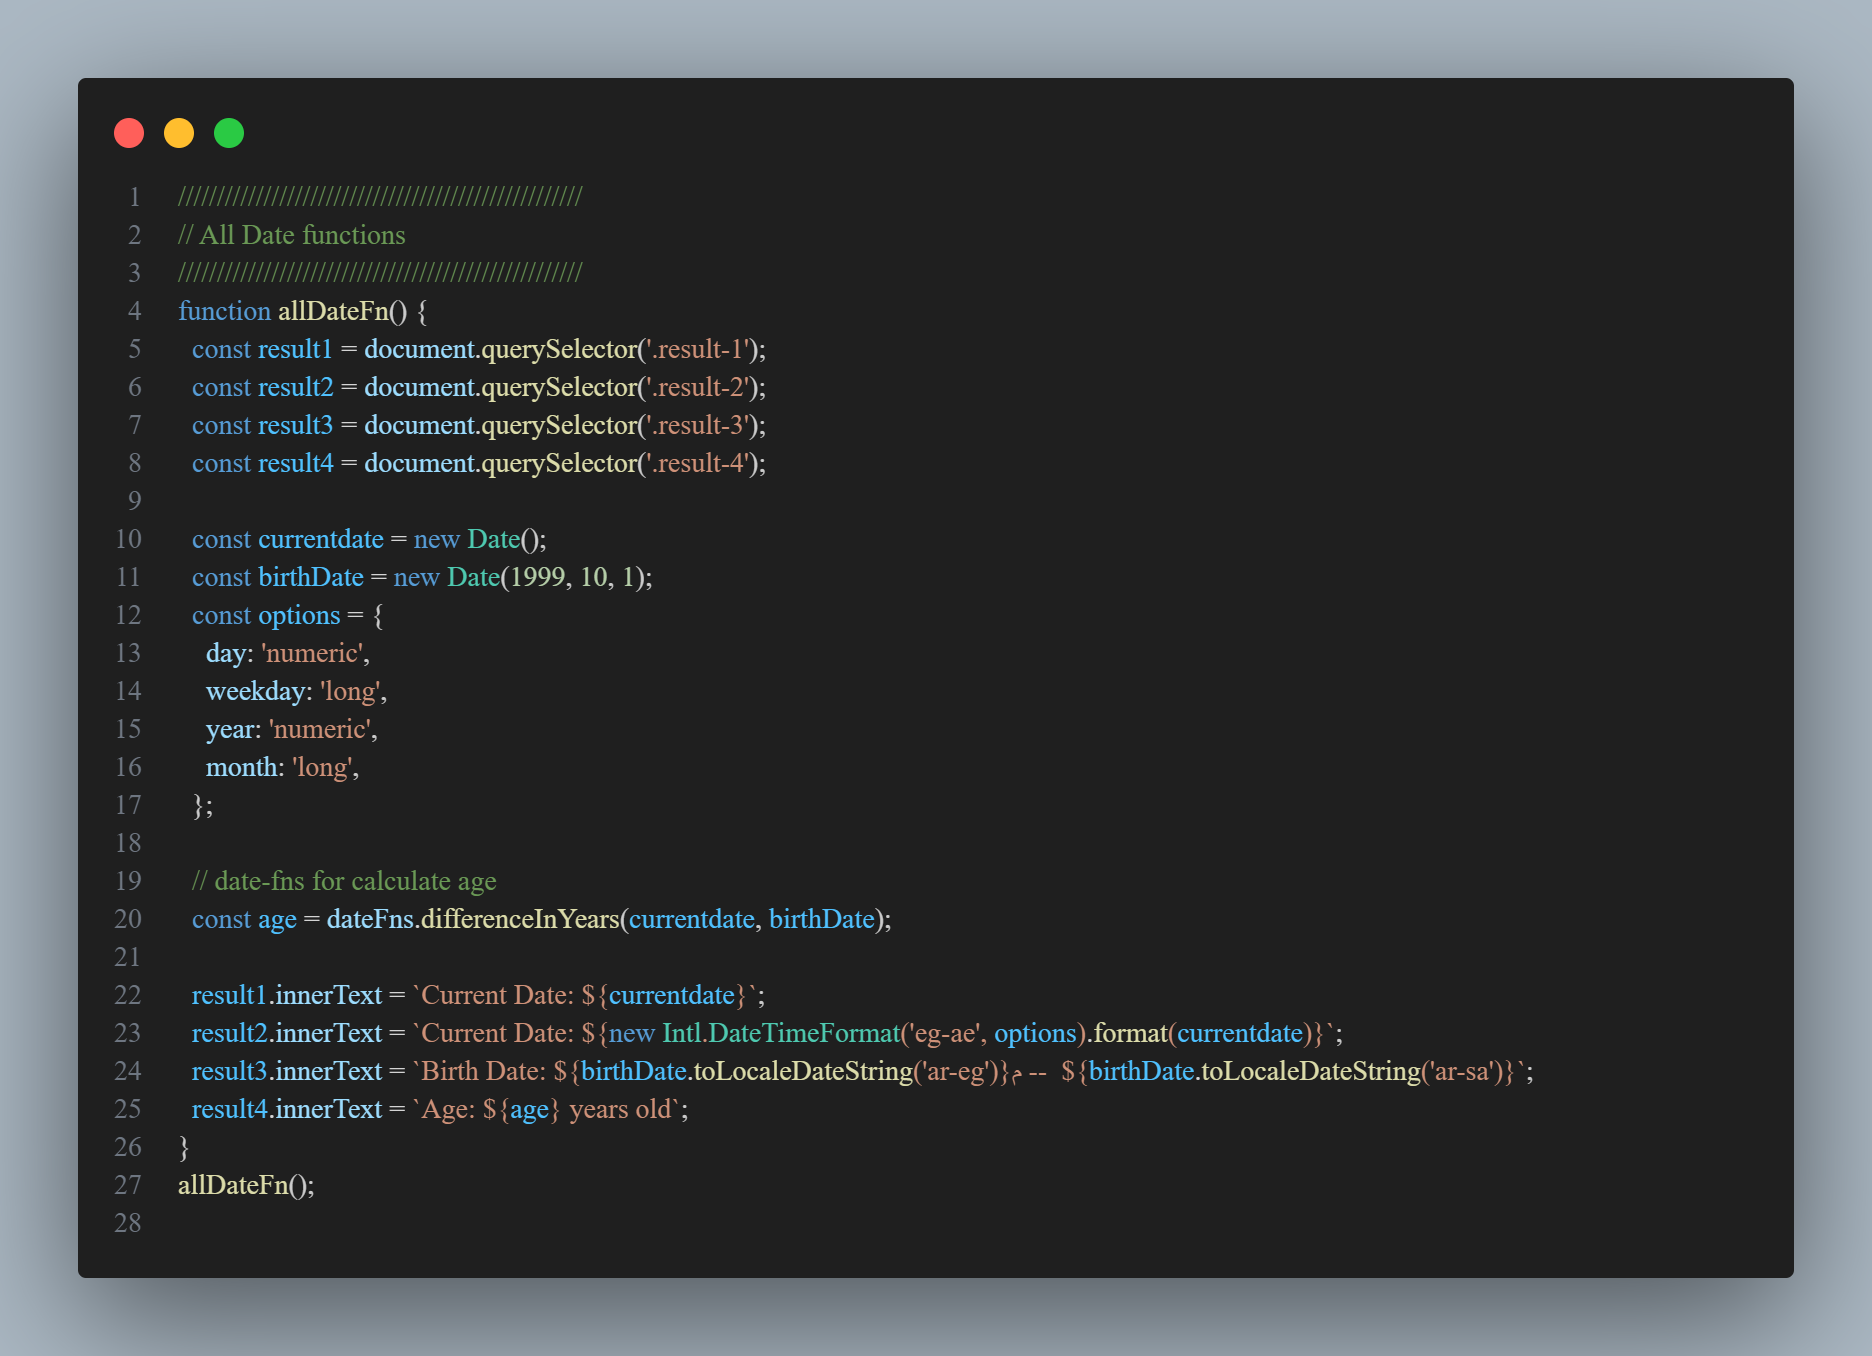 1 ////////////////////////////////////////////////////
2 // All Date functions
3 ////////////////////////////////////////////////////
4 function allDateFn() {
5 const result1 = document.querySelector('.result-1');
6 const result2 = document.querySelector('.result-2');
7 const result3 = document.querySelector('.result-3');
8 const result4 = document.querySelector('.result-4');
9
10 const currentdate = new Date();
11 const birthDate = new Date(1999, 10, 1);
12 const options = {
13 day: 'numeric',
14 weekday: 'long',
15 year: 'numeric',
16 month: 'long',
17 };
18
19 // date-fns for calculate age
20 const age = dateFns.differenceInYears(currentdate, birthDate);
21
22 result1.innerText = `Current Date: ${currentdate}`;
23 result2.innerText = `Current Date: ${new Intl.DateTimeFormat('eg-ae', options).format(currentdate)}`;
24 result3.innerText = `Birth Date: ${birthDate.toLocaleDateString('ar-eg')}م --  ${birthDate.toLocaleDateString('ar-sa')}`;
25 result4.innerText = `Age: ${age} years old`;
26 }
27 allDateFn();
28